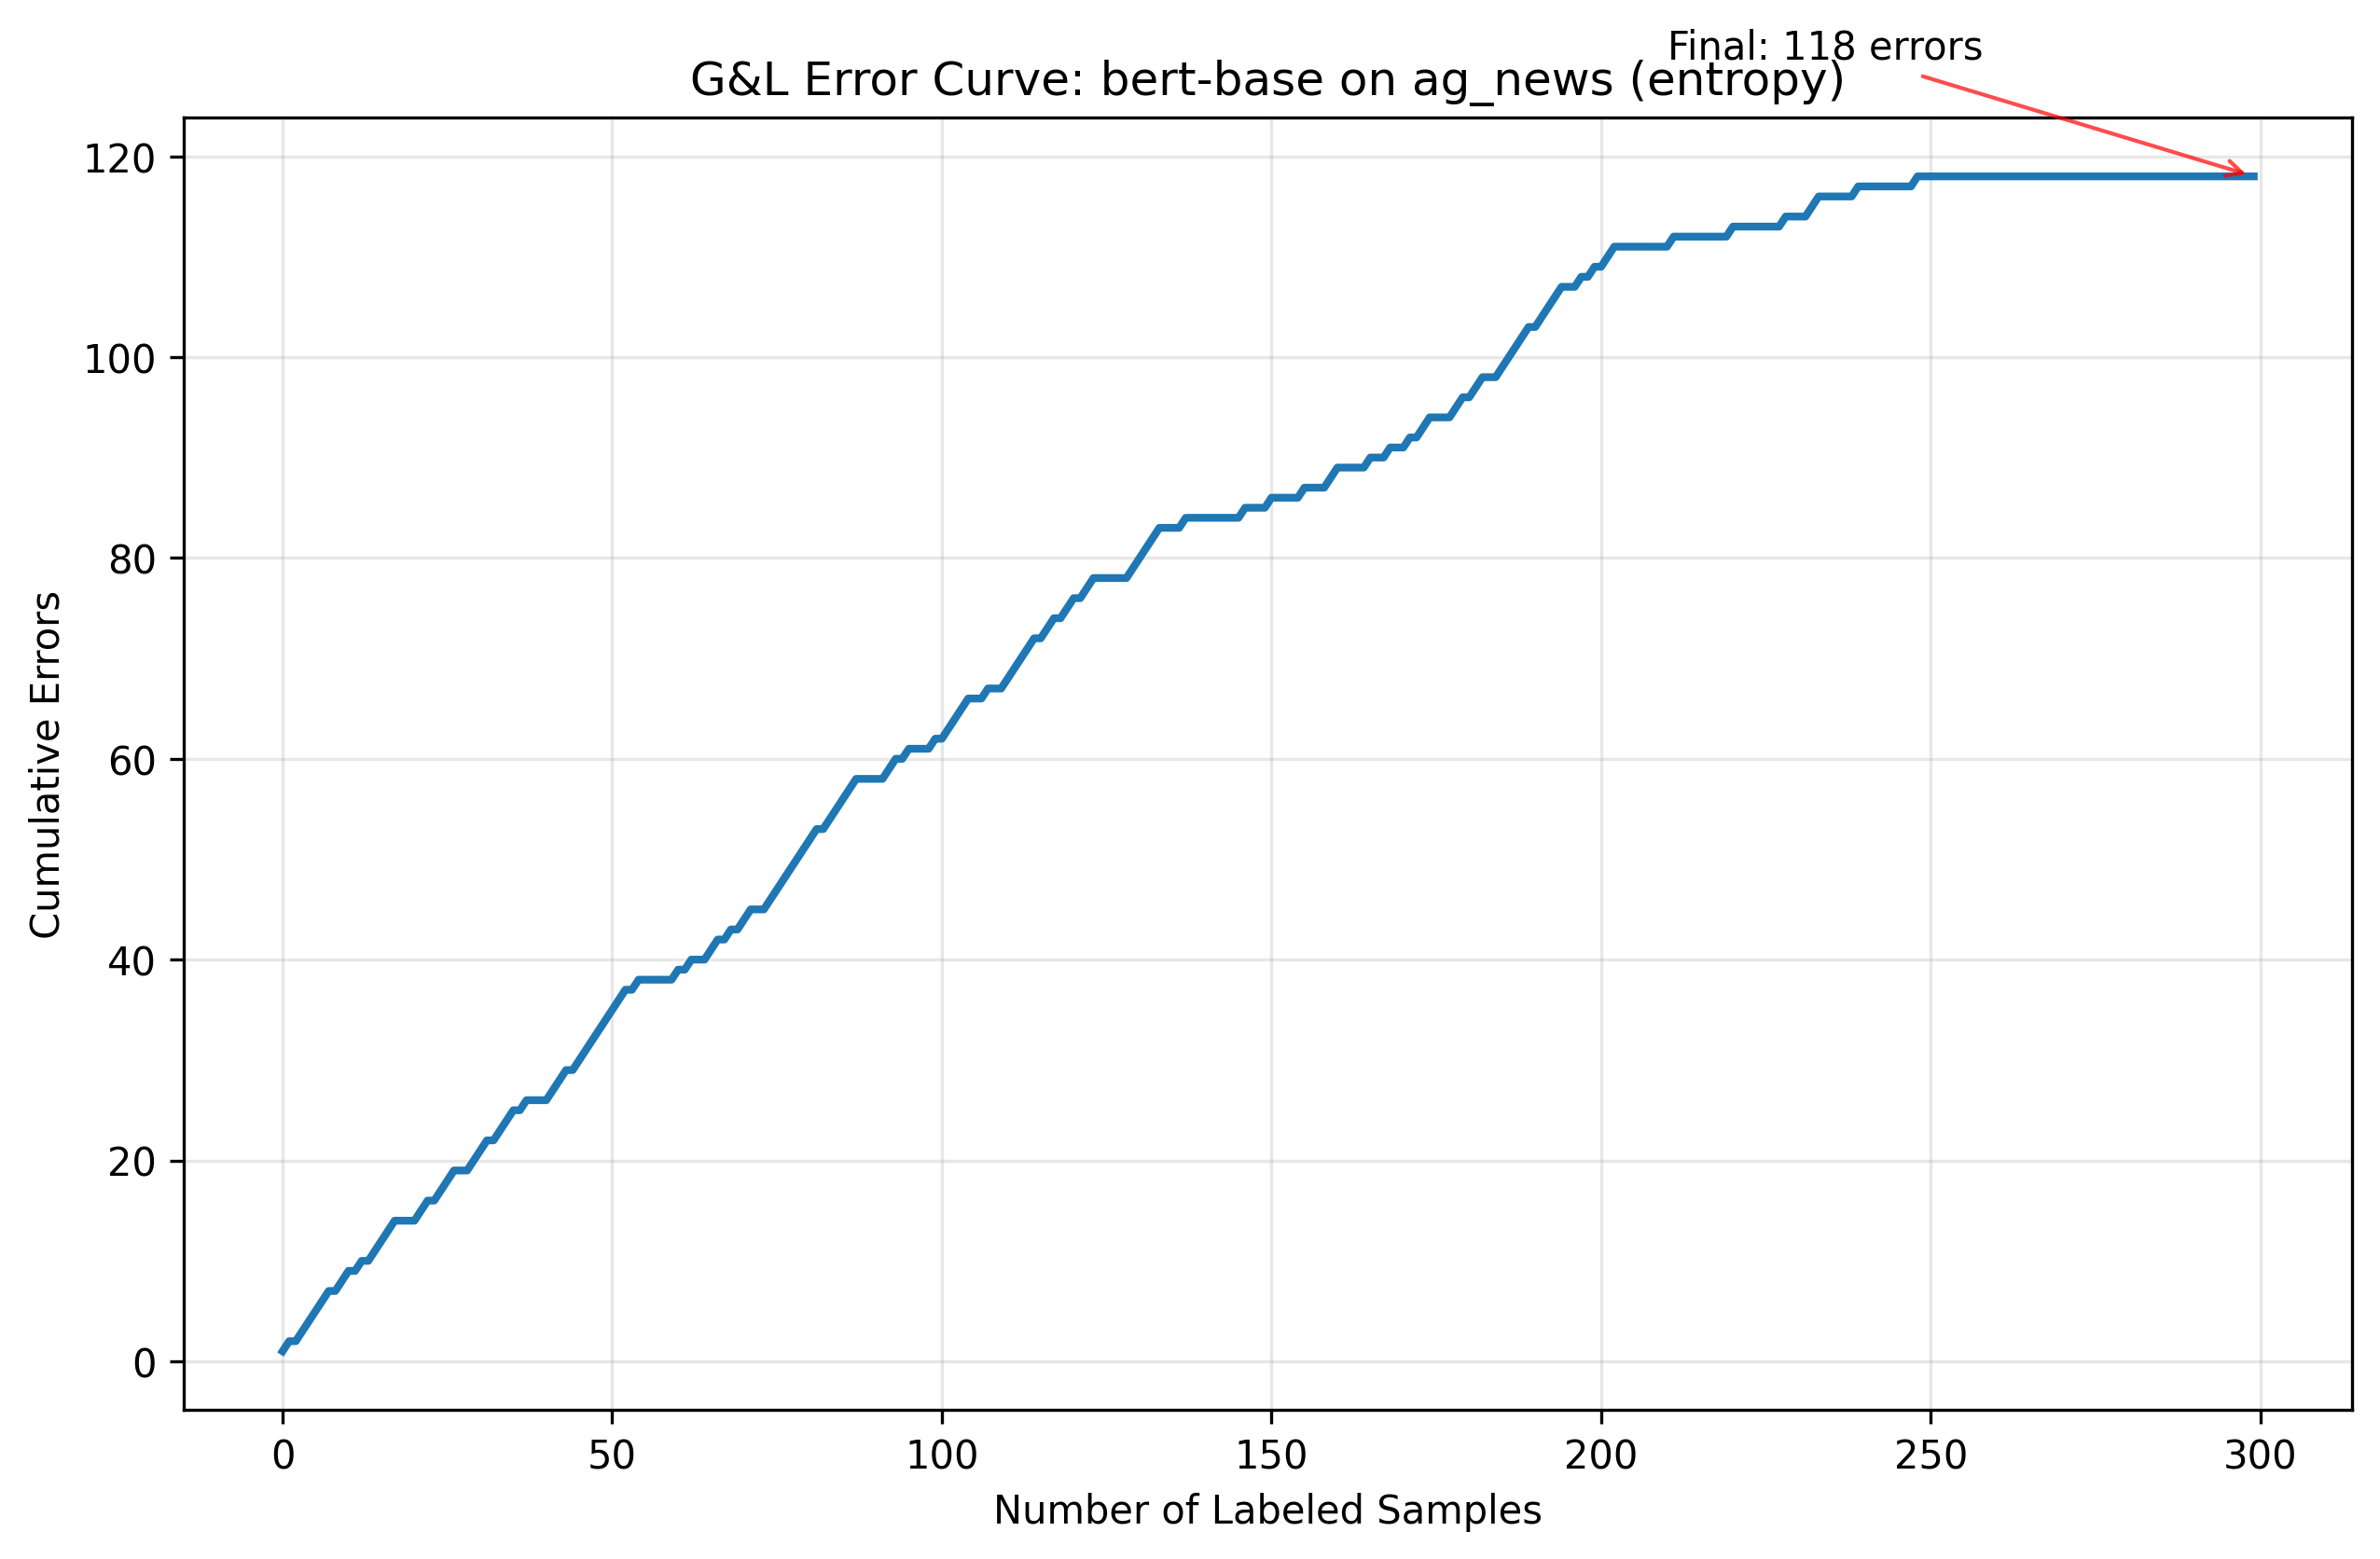 Final: 118 errors
G&L Error Curve: bert-base on ag_news (entropy)
120
100
80
60
40
20
0
Cumulative Errors
0 50 100 150 200 250 300
Number of Labeled Samples